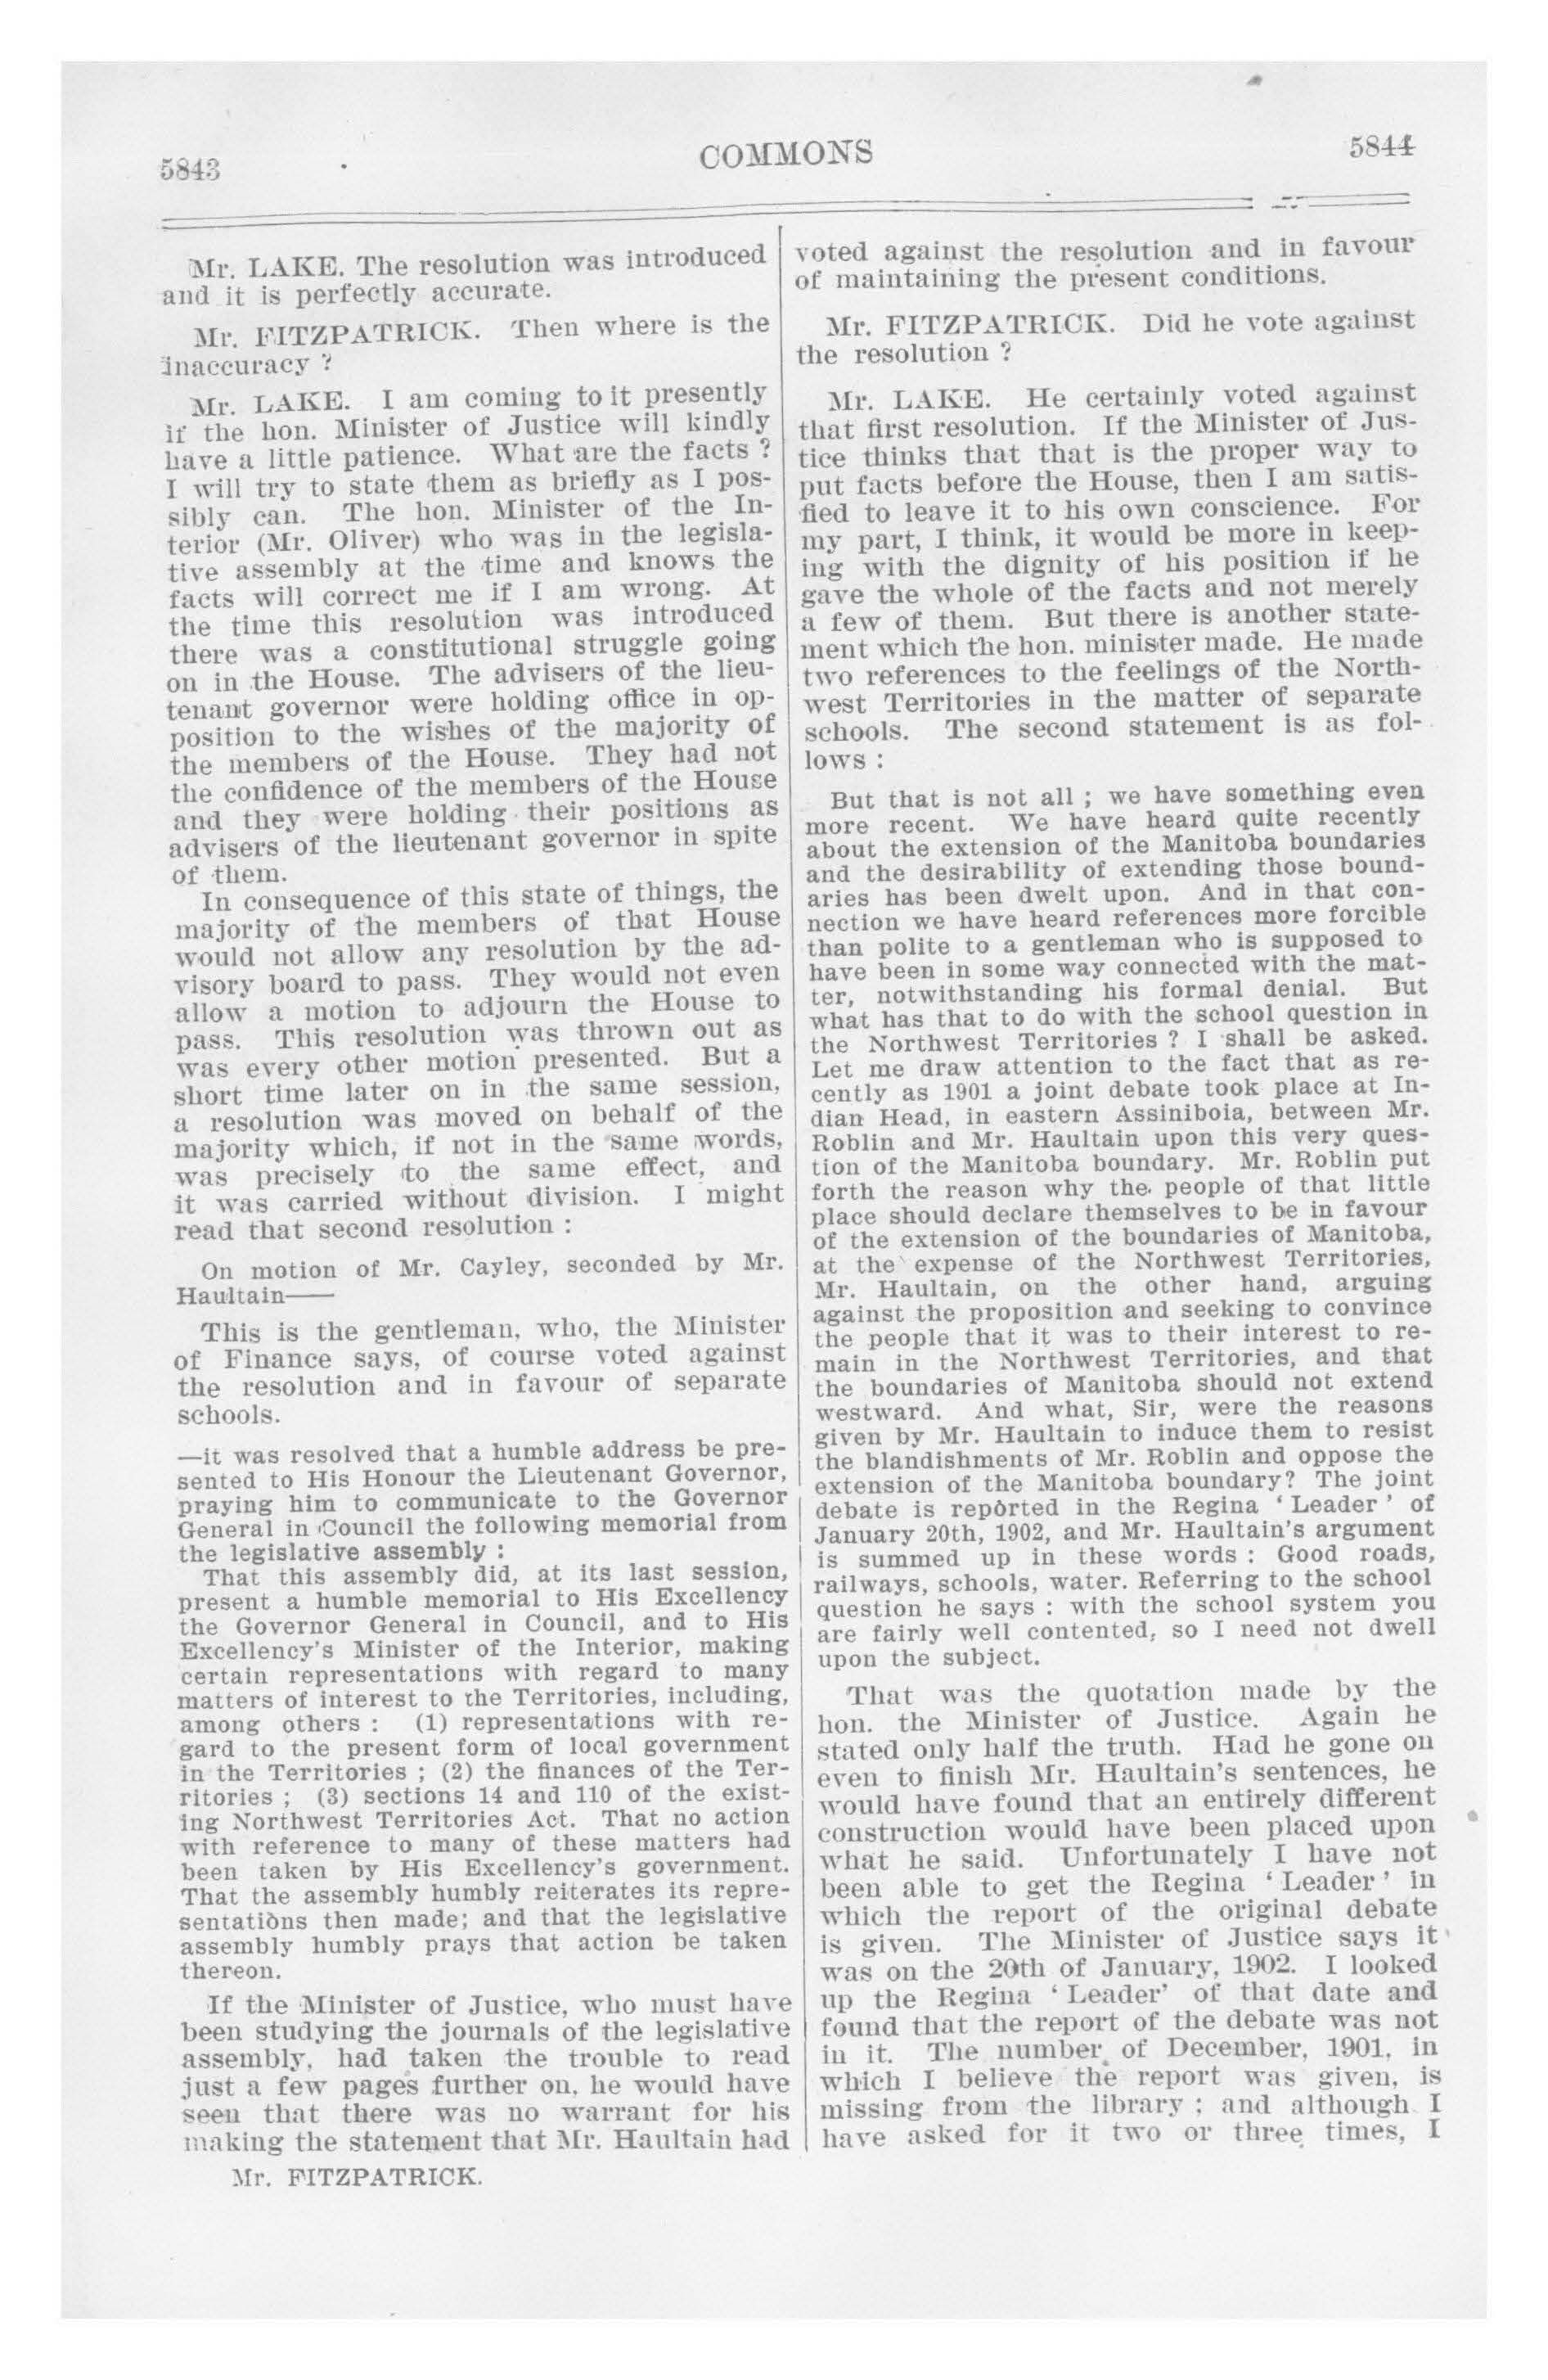 5843
COMMONS
5844
Mr. LAKE. The resolution was introduced
and it is perfectly accurate.
Mr. FITZPATRICK. Then where is the
inaccuracy ?
Mr. LAKE. I am coming to it presently
if the hon. Minister of Justice will kindly
have a little patience. What are the facts ?
I will try to state them as briefly as I pos-
sibly can. The hon. Minister of the In-
terior (Mr. Oliver) who was in the legisla-
tive assembly at the time and knows the
facts will correct me if I am wrong. At
the time this resolution was introduced
there was a constitutional struggle going
on in the House. The advisers of the lieu-
tenant governor were holding office in op-
position to the wishes of the majority of
the members of the House. They had not
the confidence of the members of the House
and they were holding their positions as
advisers of the lieutenant governor in spite
of them.
In consequence of this state of things, the
majority of the members of that House
would not allow any resolution by the ad-
visory board to pass. They would not even
allow a motion to adjourn the House to
pass. This resolution was thrown out as
was every other motion presented. But a
short time later on in the same session,
a resolution was moved on behalf of the
majority which, if not in the same words,
was precisely to the same effect, and
it was carried without division. I might
read that second resolution :
On motion of Mr. Cayley, seconded by Mr.
Haultain——
This is the gentleman, who, the Minister
of Finance says, of course voted against
the resolution and in favour of separate
schools.
—it was resolved that a humble address be pre-
sented to His Honour the Lieutenant Governor,
praying him to communicate to the Governor
General in Council the following memorial from
the legislative assembly :
That this assembly did, at its last session,
present a humble memorial to His Excellency
the Governor General in Council, and to His
Excellency's Minister of the Interior, making
certain representations with regard to many
matters of interest to the Territories, including,
among others : (1) representations with re-
gard to the present form of local government
in the Territories ; (2) the finances of the Ter-
ritories ; (3) sections 14 and 110 of the exist-
ing Northwest Territories Act. That no action
with reference to many of these matters had
been taken by His Excellency's government.
That the assembly humbly reiterates its repre-
sentations then made; and that the legislative
assembly humbly prays that action be taken
thereon.
If the Minister of Justice, who must have
been studying the journals of the legislative
assembly, had taken the trouble to read
just a few pages further on, he would have
seen that there was no warrant for his
making the statement that Mr. Haultain had
Mr. FITZPATRICK.
voted against the resolution and in favour
of maintaining the present conditions.
Mr. FITZPATRICK. Did he vote against
the resolution ?
Mr. LAKE. He certainly voted against
that first resolution. If the Minister of Jus-
tice thinks that that is the proper way to
put facts before the House, then I am satis-
fied to leave it to his own conscience. For
my part, I think, it would be more in keep-
ing with the dignity of his position if he
gave the whole of the facts and not merely
a few of them. But there is another state-
ment which the hon. minister made. He made
two references to the feelings of the North-
west Territories in the matter of separate
schools. The second statement is as fol-
lows :
But that is not all ; we have something even
more recent. We have heard quite recently
about the extension of the Manitoba boundaries
and the desirability of extending those bound-
aries has been dwelt upon. And in that con-
nection we have heard references more forcible
than polite to a gentleman who is supposed to
have been in some way connected with the mat-
ter, notwithstanding his formal denial. But
what has that to do with the school question in
the Northwest Territories ? I shall be asked.
Let me draw attention to the fact that as re-
cently as 1901 a joint debate took place at In-
dian Head, in eastern Assiniboia, between Mr.
Roblin and Mr. Haultain upon this very ques-
tion of the Manitoba boundary. Mr. Roblin put
forth the reason why the people of that little
place should declare themselves to be in favour
of the extension of the boundaries of Manitoba,
at the expense of the Northwest Territories,
Mr. Haultain, on the other hand, arguing
against the proposition and seeking to convince
the people that it was to their interest to re-
main in the Northwest Territories, and that
the boundaries of Manitoba should not extend
westward. And what, Sir, were the reasons
given by Mr. Haultain to induce them to resist
the blandishments of Mr. Roblin and oppose the
extension of the Manitoba boundary? The joint
debate is reported in the Regina ' Leader ' of
January 20th, 1902, and Mr. Haultain's argument
is summed up in these words : Good roads,
railways, schools, water. Referring to the school
question he says : with the school system you
are fairly well contented, so I need not dwell
upon the subject.
That was the quotation made by the
hon. the Minister of Justice. Again he
stated only half the truth. Had he gone on
even to finish Mr. Haultain's sentences, he
would have found that an entirely different
construction would have been placed upon
what he said. Unfortunately I have not
been able to get the Regina ' Leader ' in
which the report of the original debate
is given. The Minister of Justice says it
was on the 20th of January, 1902. I looked
up the Regina ' Leader' of that date and
found that the report of the debate was not
in it. The number of December, 1901, in
which I believe the report was given, is
missing from the library ; and although I
have asked for it two or three times, I